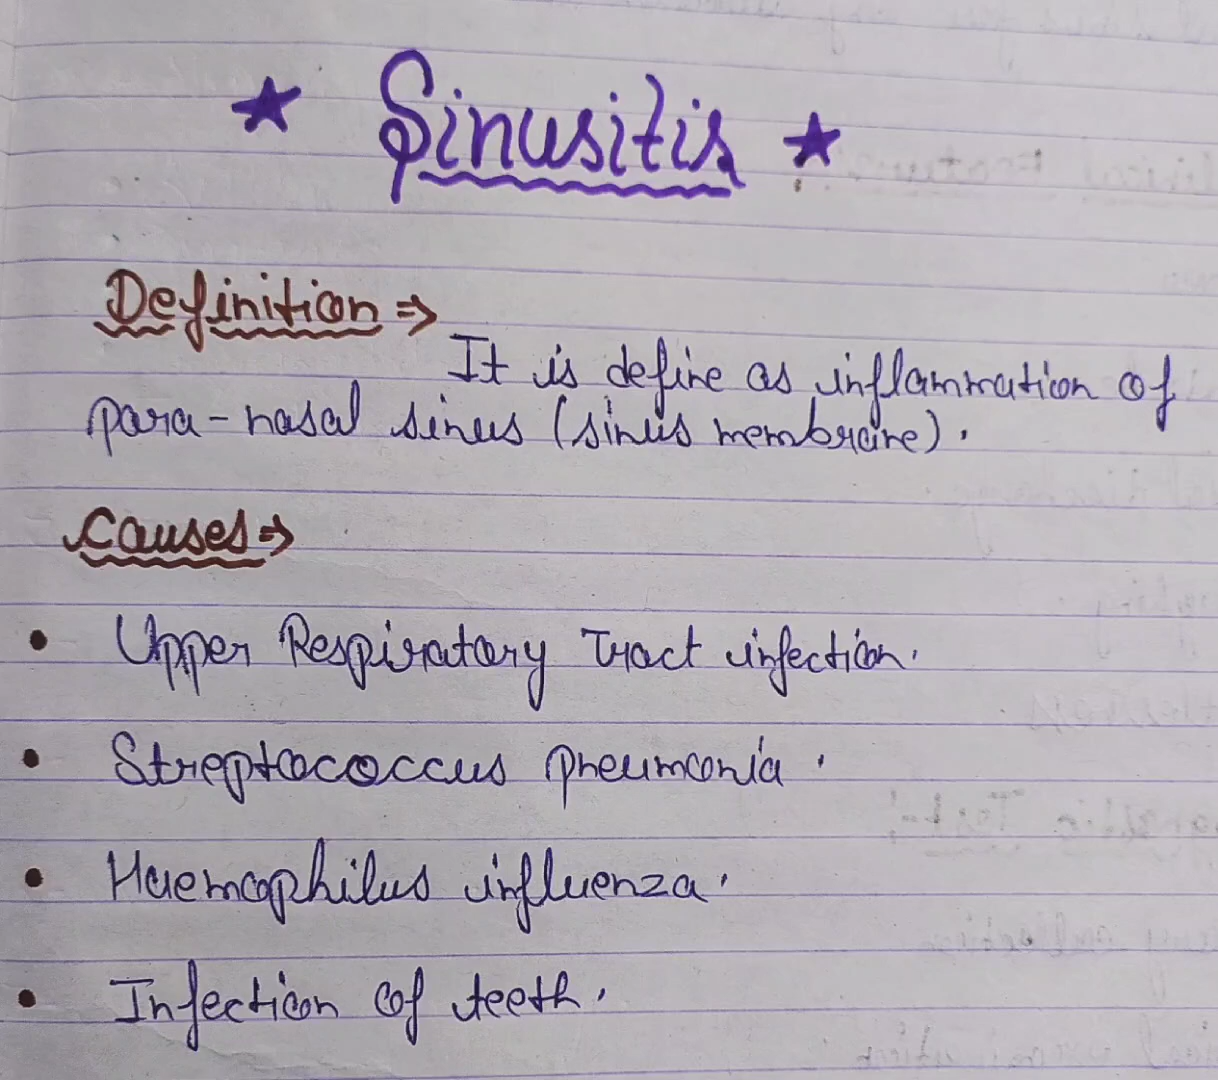 ★ Sinusitis ★
Definition ⇒
It is define as inflammation of
para-nasal sinus (sinus membrane).
Causes ⇒
• Upper Respiratory Tract infection.
• Streptococcus pneumonia.
• Haemophilus influenza.
• Infection of teeth.